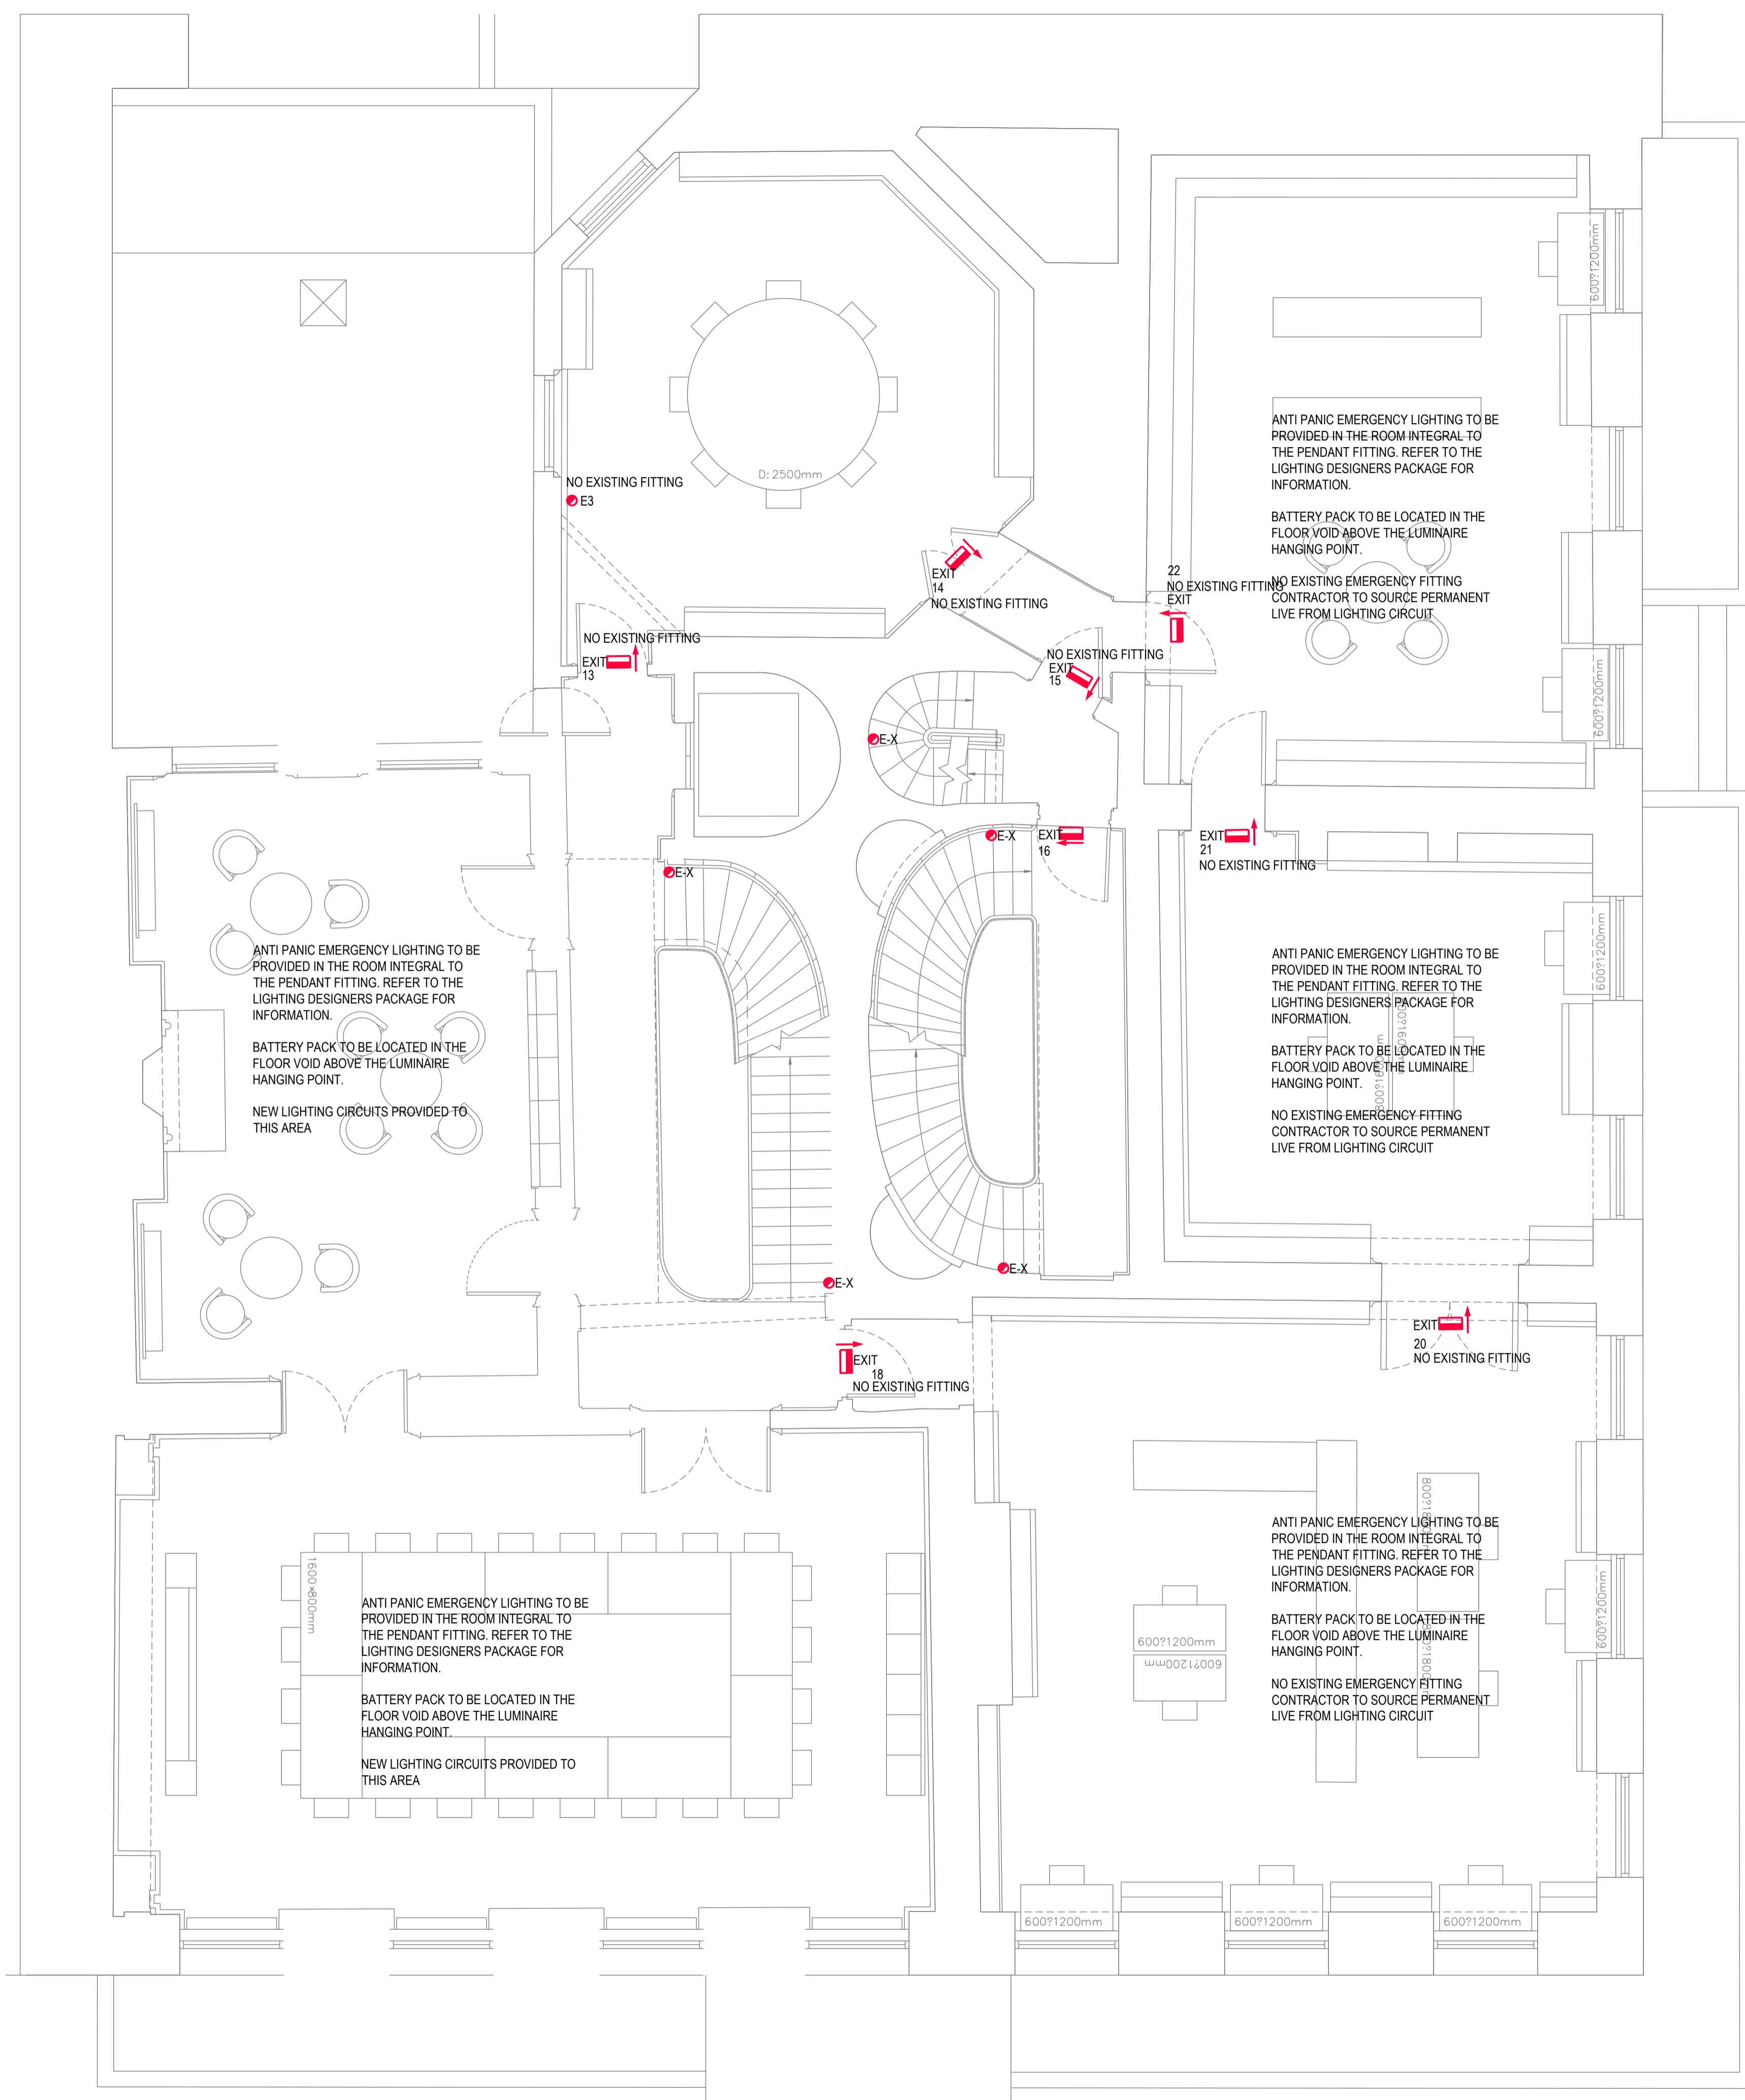 600?1200mm
ANTI PANIC EMERGENCY LIGHTING TO BE
PROVIDED IN THE ROOM INTEGRAL TO
THE PENDANT FITTING. REFER TO THE
LIGHTING DESIGNERS PACKAGE FOR
INFORMATION.
BATTERY PACK TO BE LOCATED IN THE
FLOOR VOID ABOVE THE LUMINAIRE
HANGING POINT.
NO EXISTING EMERGENCY FITTING
CONTRACTOR TO SOURCE PERMANENT
LIVE FROM LIGHTING CIRCUIT
600?1200mm
D: 2500mm
NO EXISTING FITTING
E3
EXIT
14
NO EXISTING FITTING
22
NO EXISTING FITTING
EXIT
NO EXISTING FITTING
EXIT
13
NO EXISTING FITTING
EXIT
15
E-X
E-X
EXIT
16
EXIT
21
NO EXISTING FITTING
E-X
ANTI PANIC EMERGENCY LIGHTING TO BE
PROVIDED IN THE ROOM INTEGRAL TO
THE PENDANT FITTING. REFER TO THE
LIGHTING DESIGNERS PACKAGE FOR
INFORMATION.
BATTERY PACK TO BE LOCATED IN THE
FLOOR VOID ABOVE THE LUMINAIRE
HANGING POINT.
NEW LIGHTING CIRCUITS PROVIDED TO
THIS AREA
600?1200mm
ANTI PANIC EMERGENCY LIGHTING TO BE
PROVIDED IN THE ROOM INTEGRAL TO
THE PENDANT FITTING. REFER TO THE
LIGHTING DESIGNERS PACKAGE FOR
INFORMATION.
BATTERY PACK TO BE LOCATED IN THE
FLOOR VOID ABOVE THE LUMINAIRE
HANGING POINT.
NO EXISTING EMERGENCY FITTING
CONTRACTOR TO SOURCE PERMANENT
LIVE FROM LIGHTING CIRCUIT
800?1600mm
800?1600mm
E-X
E-X
EXIT
18
NO EXISTING FITTING
EXIT
20
NO EXISTING FITTING
1600×800mm
ANTI PANIC EMERGENCY LIGHTING TO BE
PROVIDED IN THE ROOM INTEGRAL TO
THE PENDANT FITTING. REFER TO THE
LIGHTING DESIGNERS PACKAGE FOR
INFORMATION.
BATTERY PACK TO BE LOCATED IN THE
FLOOR VOID ABOVE THE LUMINAIRE
HANGING POINT.
NEW LIGHTING CIRCUITS PROVIDED TO
THIS AREA
ANTI PANIC EMERGENCY LIGHTING TO BE
PROVIDED IN THE ROOM INTEGRAL TO
THE PENDANT FITTING. REFER TO THE
LIGHTING DESIGNERS PACKAGE FOR
INFORMATION.
BATTERY PACK TO BE LOCATED IN THE
FLOOR VOID ABOVE THE LUMINAIRE
HANGING POINT.
NO EXISTING EMERGENCY FITTING
CONTRACTOR TO SOURCE PERMANENT
LIVE FROM LIGHTING CIRCUIT
600?1200mm
600?1200mm
600?1200mm
600?1200mm
600?1200mm
600?1200mm